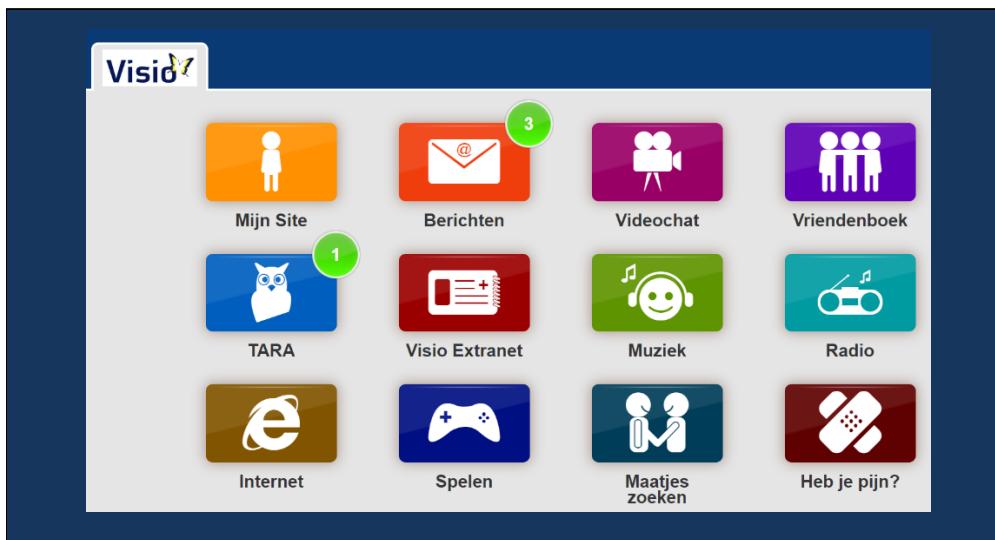 Visio
3
Mijn Site
Berichten
Videochat
Vriendenboek
1
TARA
Visio Extranet
Muziek
Radio
Internet
Spelen
Maatjes
zoeken
Heb je pijn?